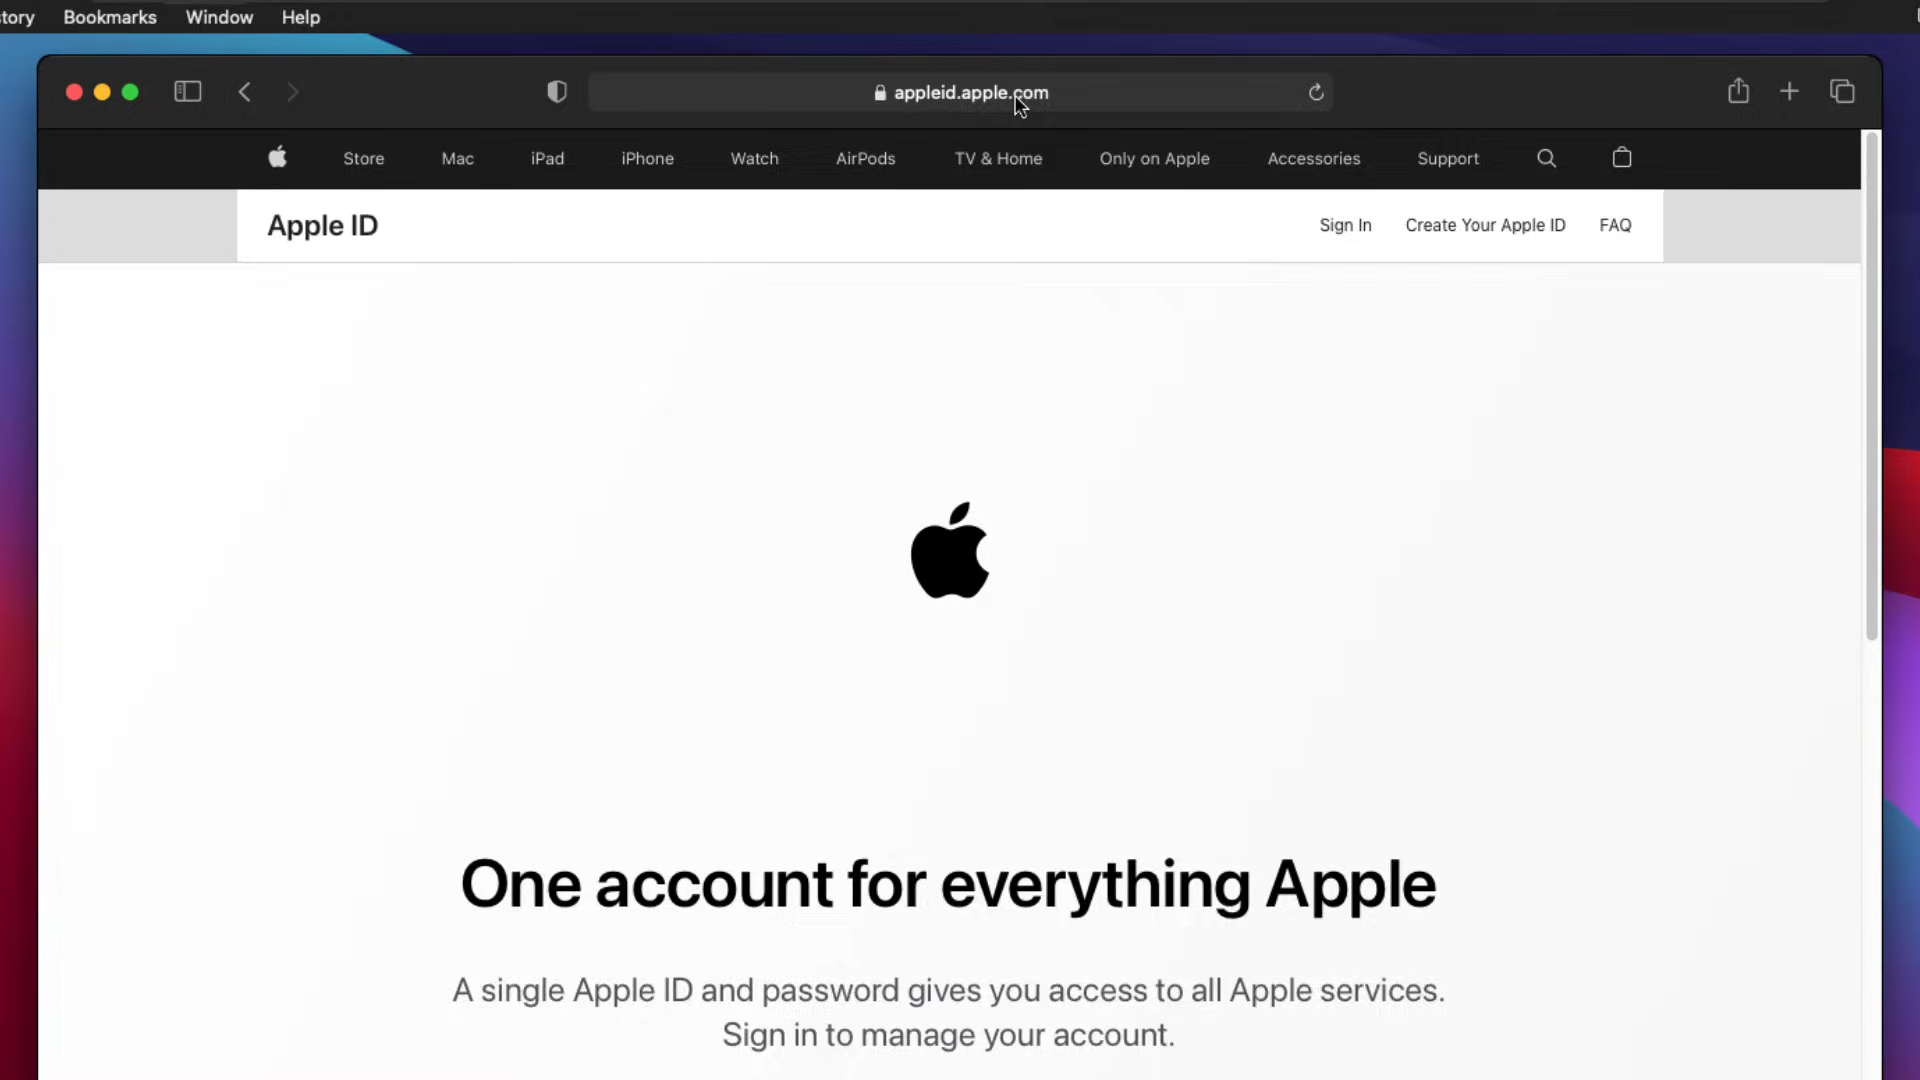 Bookmarks Window Help
appleid.apple.com
Store Mac iPad iPhone Watch AirPods TV & Home Only on Apple Accessories Support
Apple ID Sign In Create Your Apple ID FAQ
One account for everything Apple
A single Apple ID and password gives you access to all Apple services.
Sign in to manage your account.